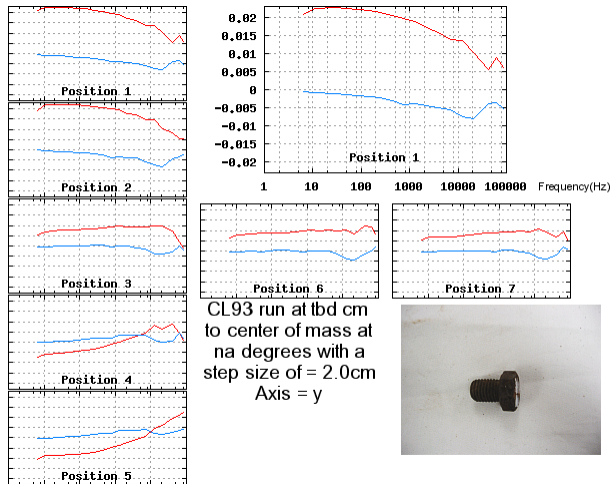 Position 1
Position 2
Position 3
Position 4
Position 5
0.02
0.015
0.01
0.005
0
-0.005
-0.01
-0.015
-0.02
Position 1
1 10 100 1000 10000 100000 Frequency(Hz)
Position 6
Position 7
CL93 run at tbd cm
to center of mass at
na degrees with a
step size of = 2.0cm
Axis = y